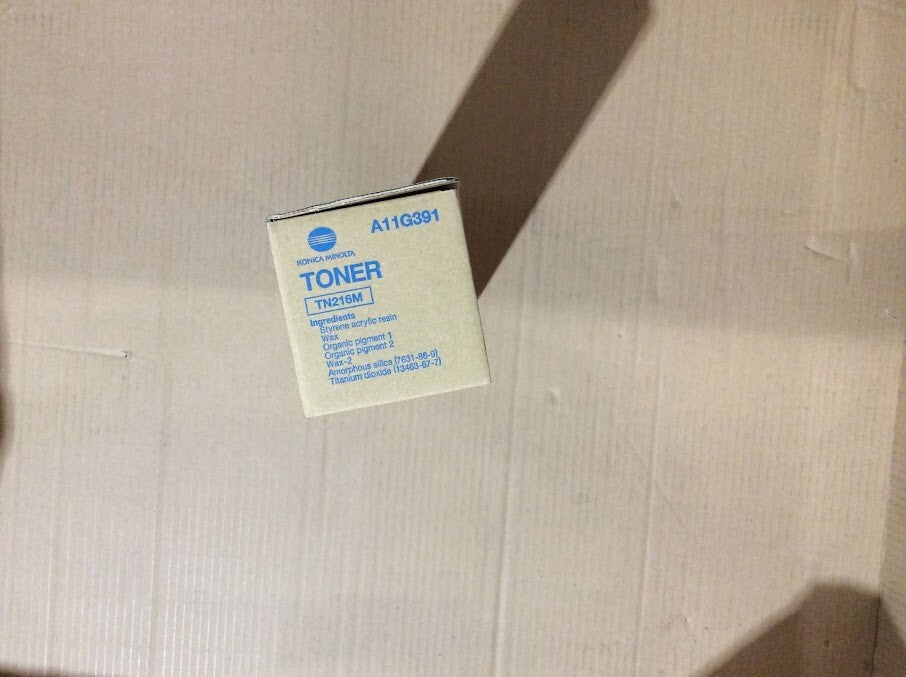 A11G391
KONICA MINOLTA
TONER
TN216M
Ingredients
Styrene acrylic resin
Wax
Organic pigment 1
Organic pigment 2
Wax-2
Amorphous silica (7631-86-9)
Titanium dioxide (13463-67-7)